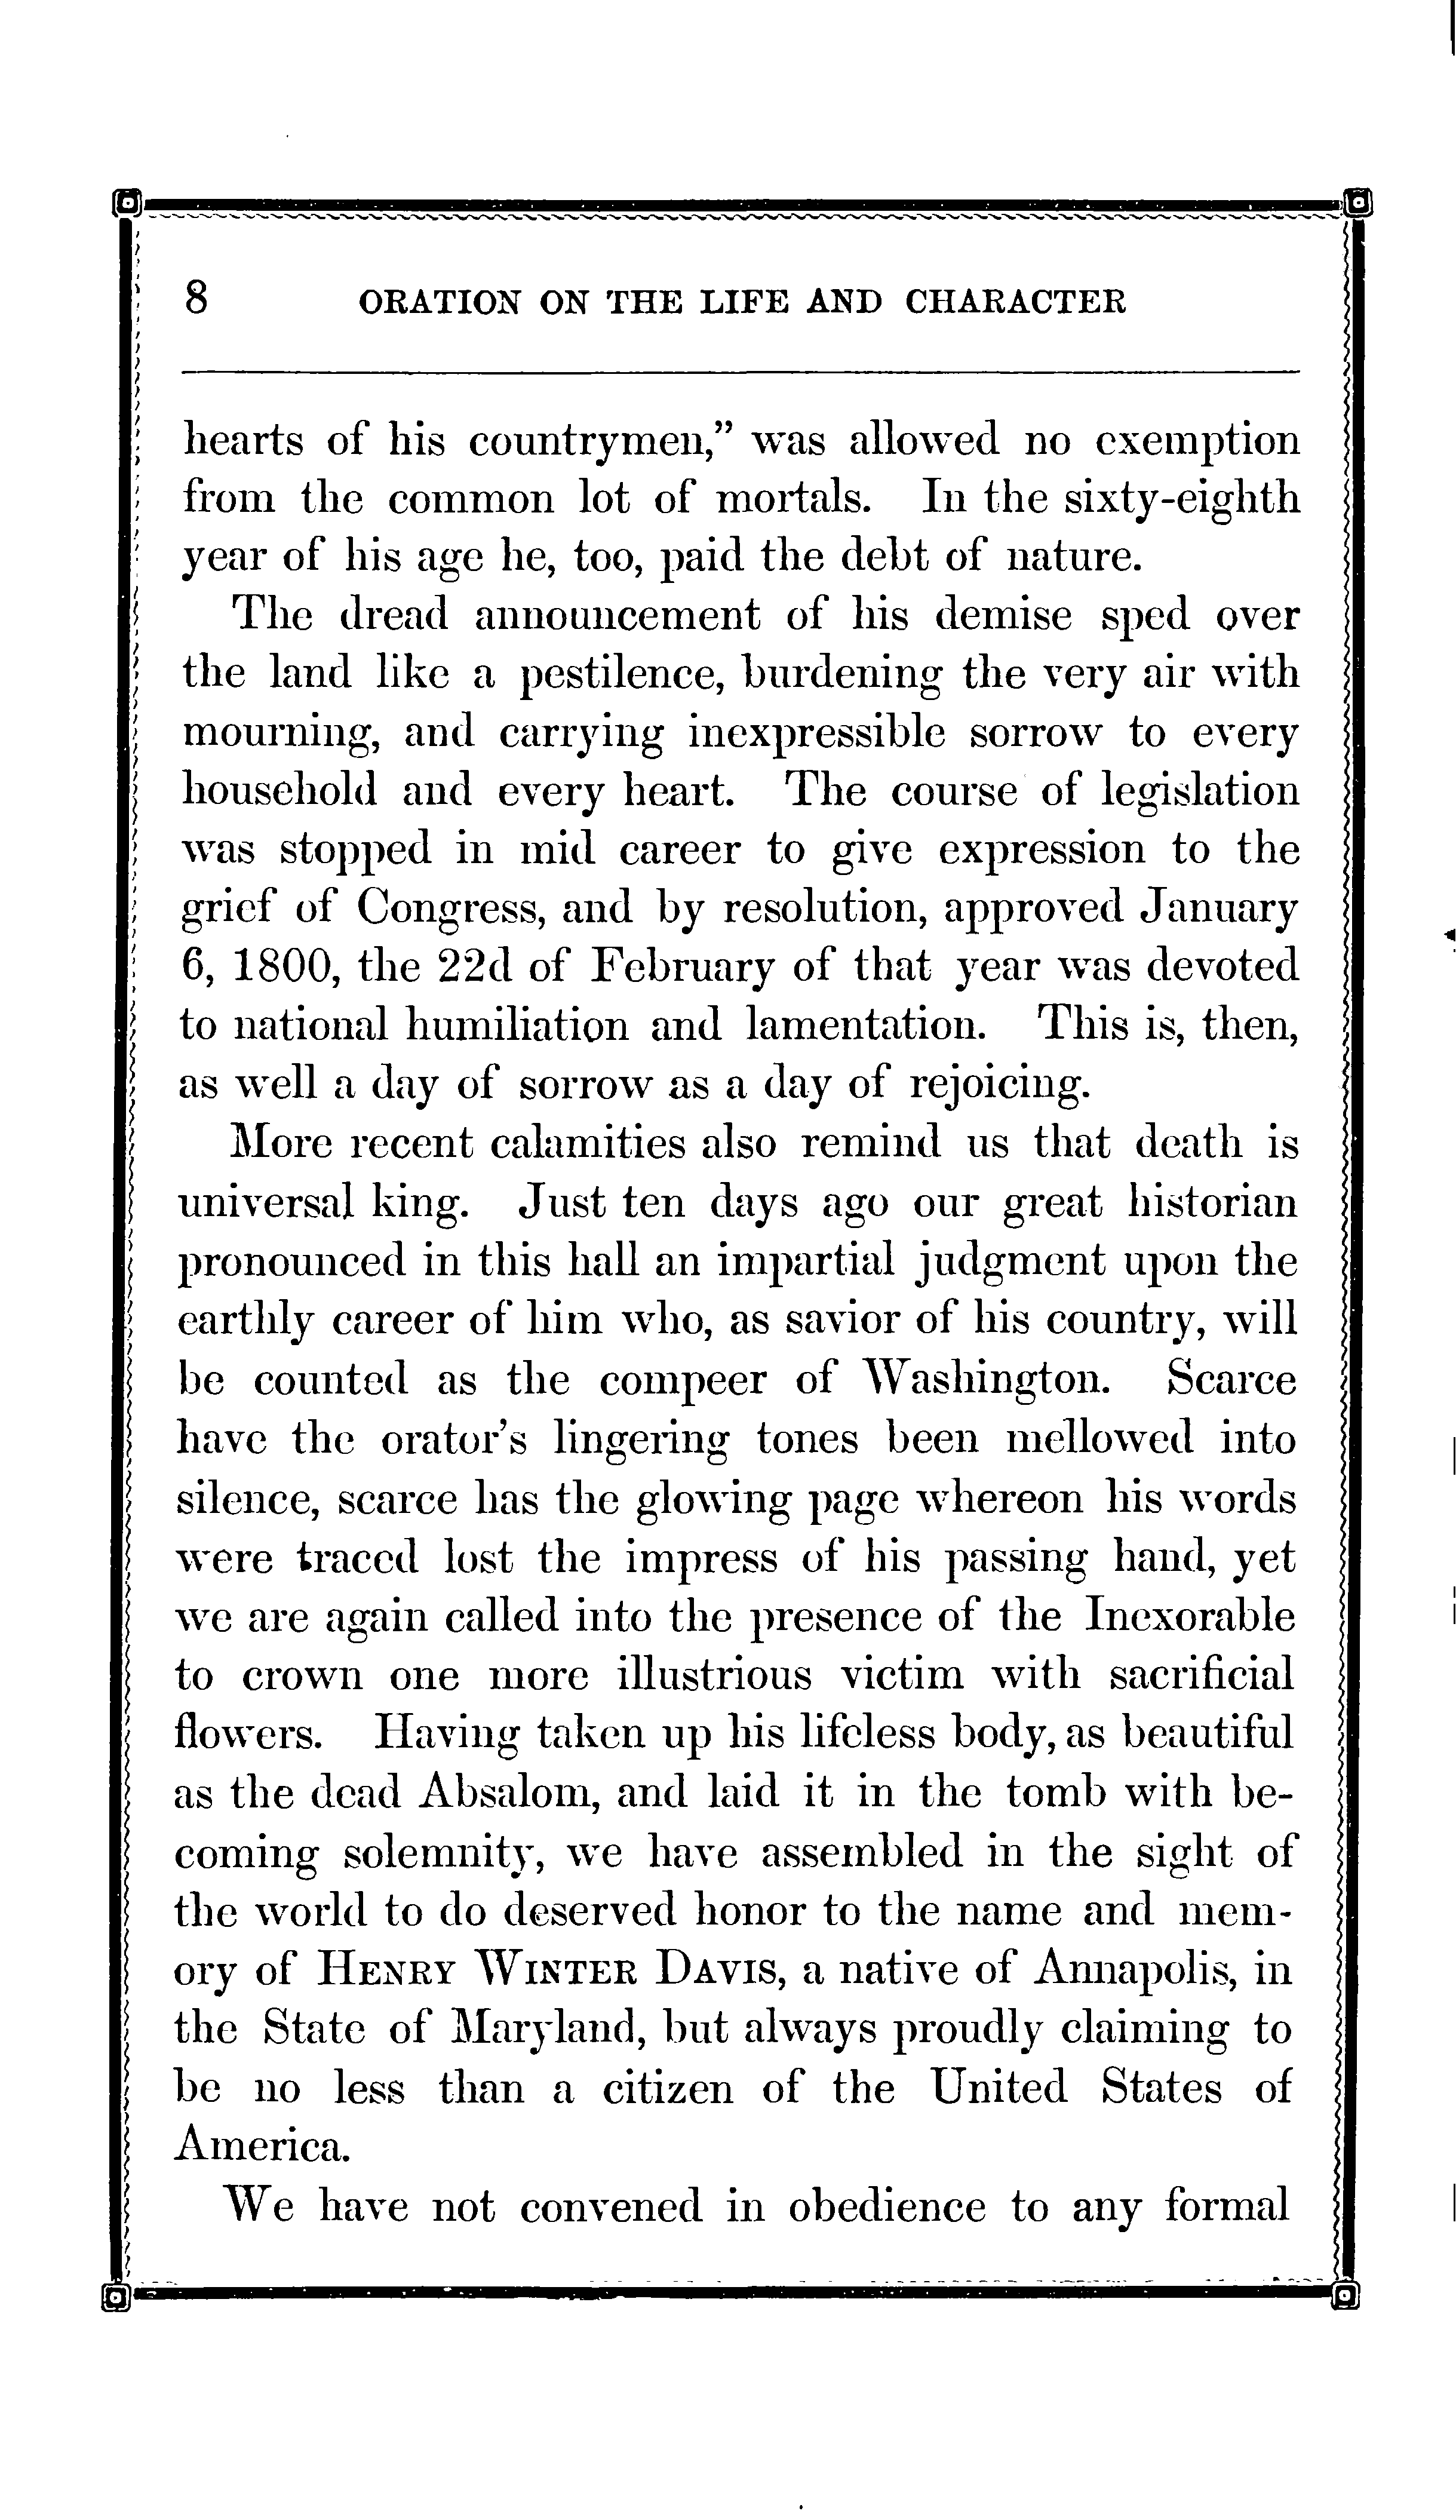 8 ORATION ON THE LIFE AND CHARACTER
hearts of his countrymen,” was allowed no exemption
from the common lot of mortals. In the sixty-eighth
year of his age he, too, paid the debt of nature.
The dread announcement of his demise sped over
the land like a pestilence, burdening the very air with
mourning, and carrying inexpressible sorrow to every
household and every heart. The course of legislation
was stopped in mid career to give expression to the
grief of Congress, and by resolution, approved January
6, 1800, the 22d of February of that year was devoted
to national humiliation and lamentation. This is, then,
as well a day of sorrow as a day of rejoicing.
More recent calamities also remind us that death is
universal king. Just ten days ago our great historian
pronounced in this hall an impartial judgment upon the
earthly career of him who, as savior of his country, will
be counted as the compeer of Washington. Scarce
have the orator’s lingering tones been mellowed into
silence, scarce has the glowing page whereon his words
were traced lost the impress of his passing hand, yet
we are again called into the presence of the Inexorable
to crown one more illustrious victim with sacrificial
flowers. Having taken up his lifeless body, as beautiful
as the dead Absalom, and laid it in the tomb with be-
coming solemnity, we have assembled in the sight of
the world to do deserved honor to the name and mem-
ory of HENRY WINTER DAVIS, a native of Annapolis, in
the State of Maryland, but always proudly claiming to
be no less than a citizen of the United States of
America.
We have not convened in obedience to any formal